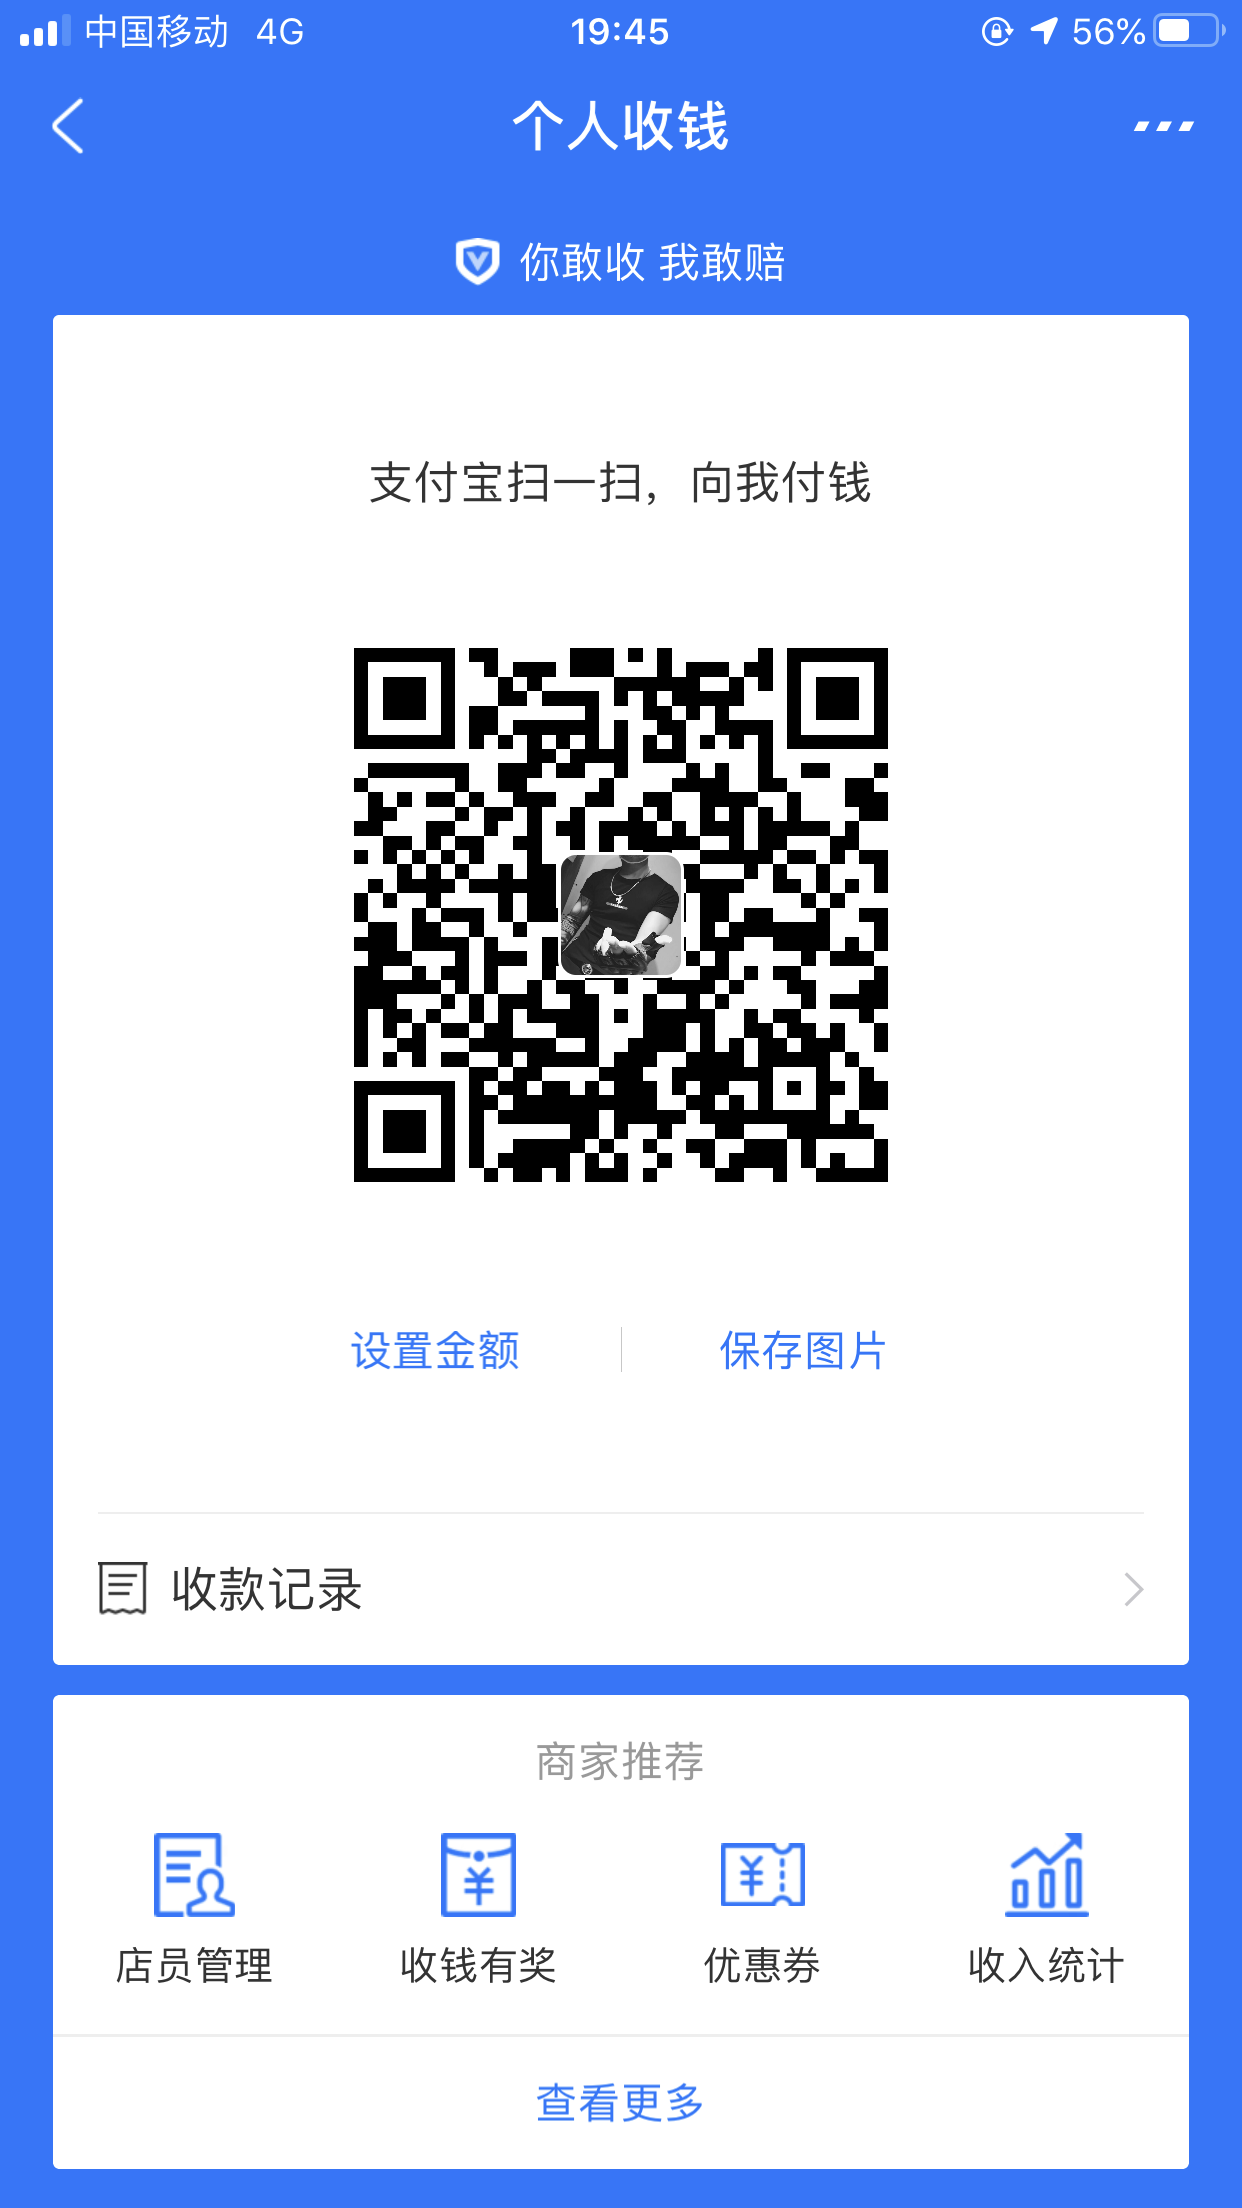 中国移动 4G 19:45 56%
个人收钱
你敢收 我敢赔
支付宝扫一扫，向我付钱
设置金额 保存图片
收款记录
商家推荐
店员管理 收钱有奖 优惠券 收入统计
查看更多